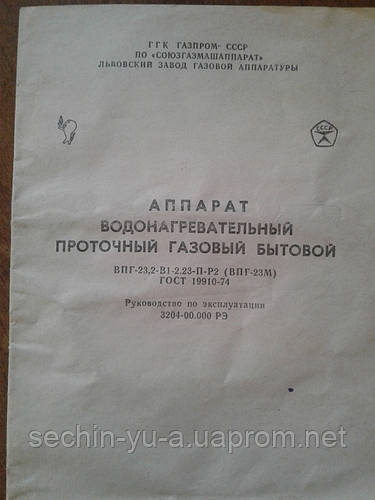 ГГК ГАЗПРОМ СССР
ПО «СОЮЗГАЗМАШАППАРАТ»
ЛЬВОВСКИЙ ЗАВОД ГАЗОВОЙ АППАРАТУРЫ
СССР
АППАРАТ
ВОДОНАГРЕВАТЕЛЬНЫЙ
ПРОТОЧНЫЙ ГАЗОВЫЙ БЫТОВОЙ
ВПГ-23,2-В1-2,23-П-Р2 (ВПГ-23М)
ГОСТ 19910-74
Руководство по эксплуатации
3204-00.000 РЭ
sechin-yu-a.uaprom.net